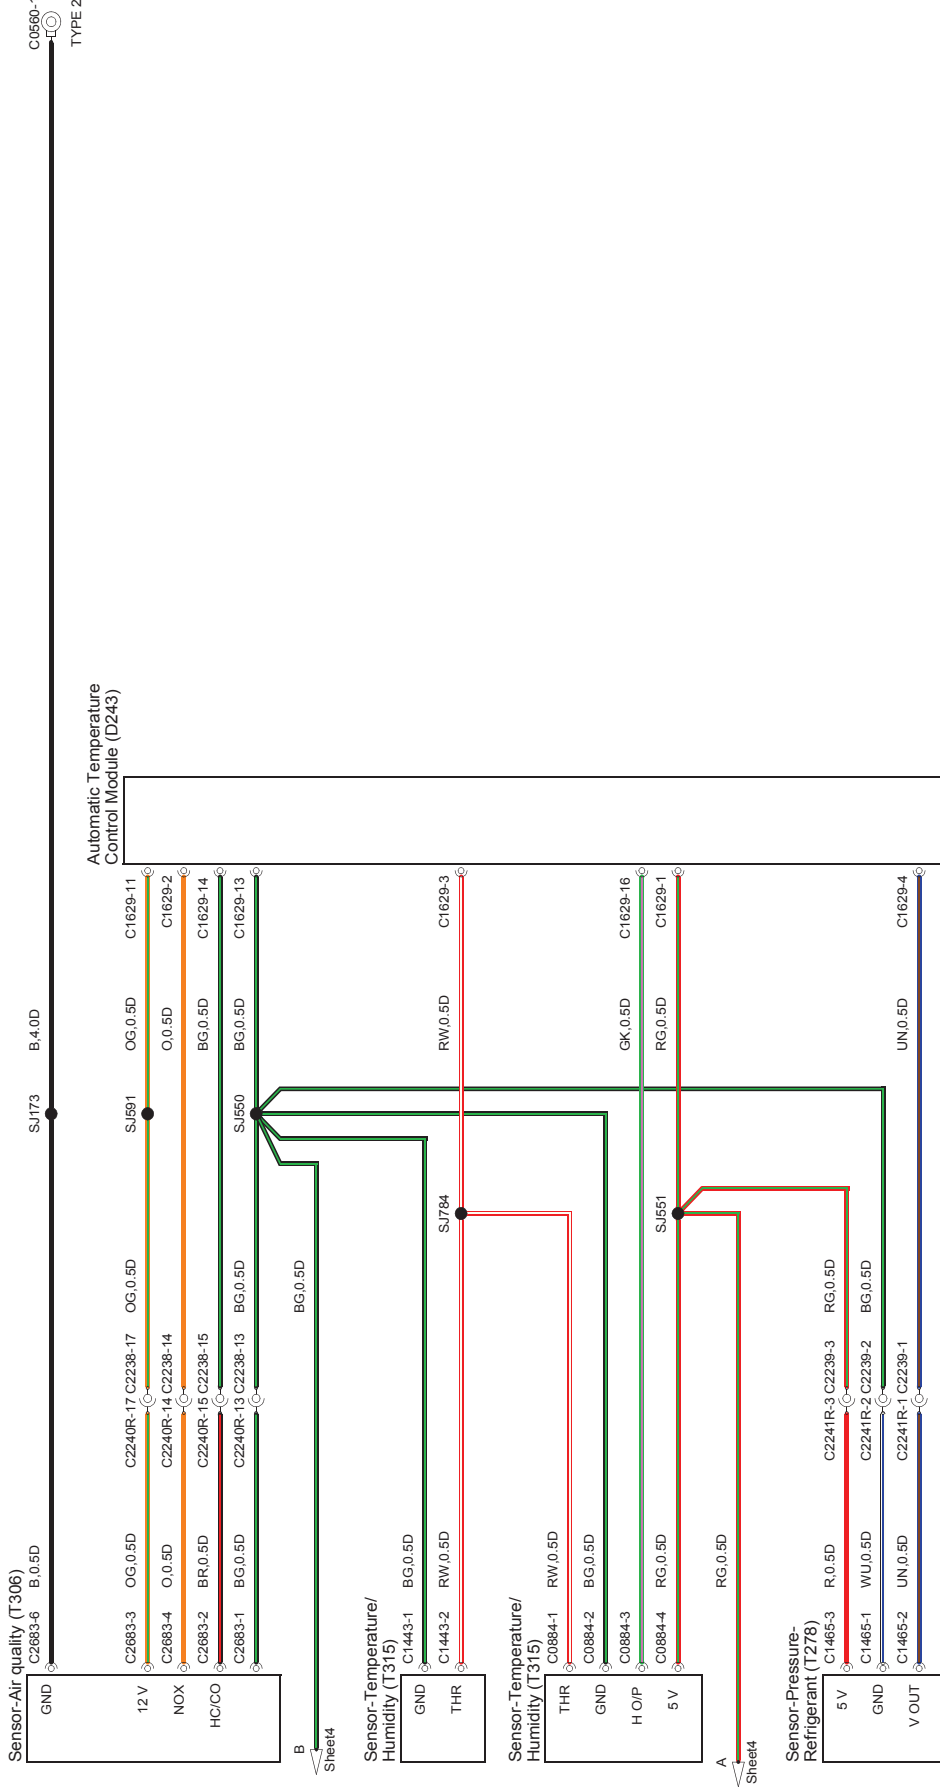 C0560-
TYPE 2
SJ173
B,4.0D
Sensor-Air quality (T306)
C2683-6
B,0.5D
GND
Automatic Temperature
Control Module (D243)
12 V
C2683-3
OG,0.5D
C2240R-17
C2238-17
OG,0.5D
SJ591
OG,0.5D
C1629-11
NOX
C2683-4
O,0.5D
C2240R-14
C2238-14
O,0.5D
C1629-2
HC/CO
C2683-2
BR,0.5D
C2240R-15
C2238-15
BG,0.5D
C1629-14
C2683-1
BG,0.5D
C2240R-13
C2238-13
BG,0.5D
SJ550
BG,0.5D
C1629-13
B
Sheet4
BG,0.5D
Sensor-Temperature/
Humidity (T315)
GND
C1443-1
BG,0.5D
THR
C1443-2
RW,0.5D
SJ784
RW,0.5D
C1629-3
Sensor-Temperature/
Humidity (T315)
THR
C0884-1
RW,0.5D
GND
C0884-2
BG,0.5D
H O/P
C0884-3
GK,0.5D
C1629-16
5 V
C0884-4
RG,0.5D
SJ551
RG,0.5D
C1629-1
A
Sheet4
RG,0.5D
Sensor-Pressure-
Refrigerant (T278)
5 V
C1465-3
R,0.5D
C2241R-3
C2239-3
RG,0.5D
GND
C1465-1
WU,0.5D
C2241R-2
C2239-2
BG,0.5D
V OUT
C1465-2
UN,0.5D
C2241R-1
C2239-1
UN,0.5D
C1629-4